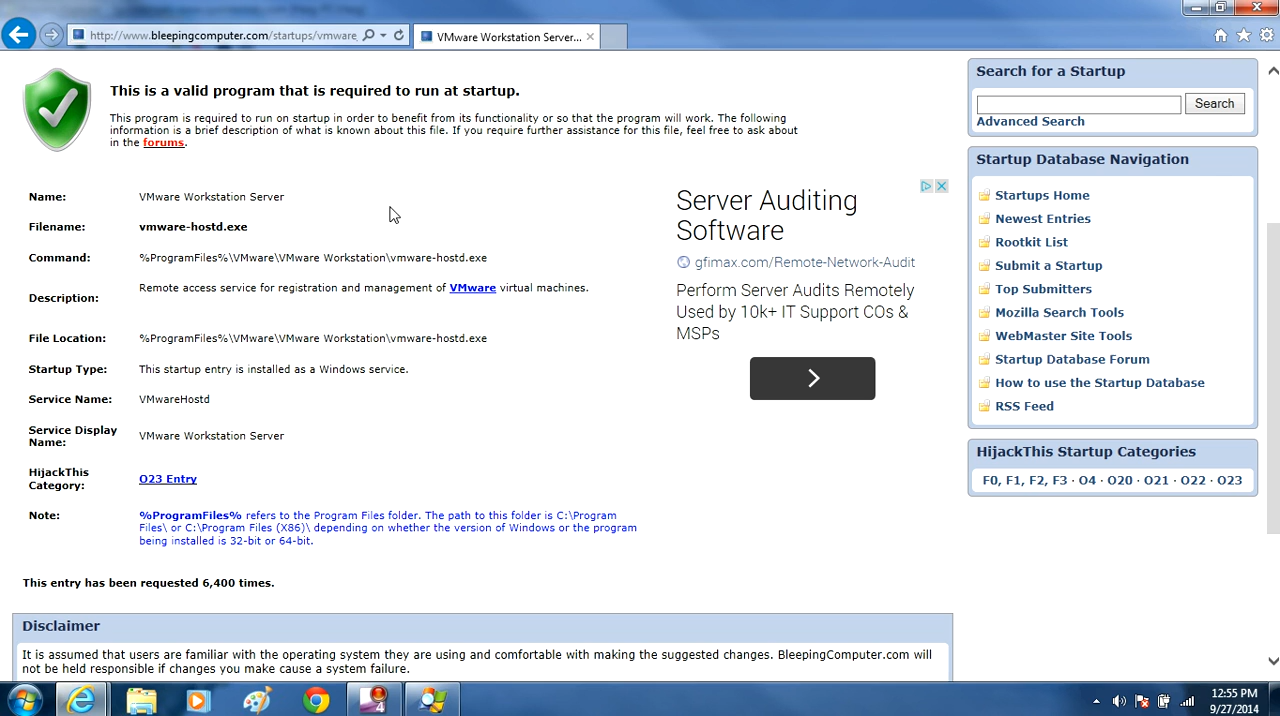 http://www.bleepingcomputer.com/startups/vmware
VMware Workstation Server...
This is a valid program that is required to run at startup.
This program is required to run on startup in order to benefit from its functionality or so that the program will work. The following
information is a brief description of what is known about this file. If you require further assistance for this file, feel free to ask about
in the forums.
Name: VMware Workstation Server
Filename: vmware-hostd.exe
Command: %ProgramFiles%\VMware\VMware Workstation\vmware-hostd.exe
Description: Remote access service for registration and management of VMware virtual machines.
File Location: %ProgramFiles%\VMware\VMware Workstation\vmware-hostd.exe
Startup Type: This startup entry is installed as a Windows service.
Service Name: VMwareHostd
Service Display
Name: VMware Workstation Server
HijackThis
Category: O23 Entry
Note: %ProgramFiles% refers to the Program Files folder. The path to this folder is C:\Program
Files\ or C:\Program Files (X86)\ depending on whether the version of Windows or the program
being installed is 32-bit or 64-bit.
This entry has been requested 6,400 times.
Disclaimer
It is assumed that users are familiar with the operating system they are using and comfortable with making the suggested changes. BleepingComputer.com will
not be held responsible if changes you make cause a system failure.
Server Auditing
Software
gfimax.com/Remote-Network-Audit
Perform Server Audits Remotely
Used by 10k+ IT Support COs &
MSPs
Search for a Startup
Search
Advanced Search
Startup Database Navigation
Startups Home
Newest Entries
Rootkit List
Submit a Startup
Top Submitters
Mozilla Search Tools
WebMaster Site Tools
Startup Database Forum
How to use the Startup Database
RSS Feed
HijackThis Startup Categories
F0, F1, F2, F3 · O4 · O20 · O21 · O22 · O23
4
12:55 PM
9/27/2014